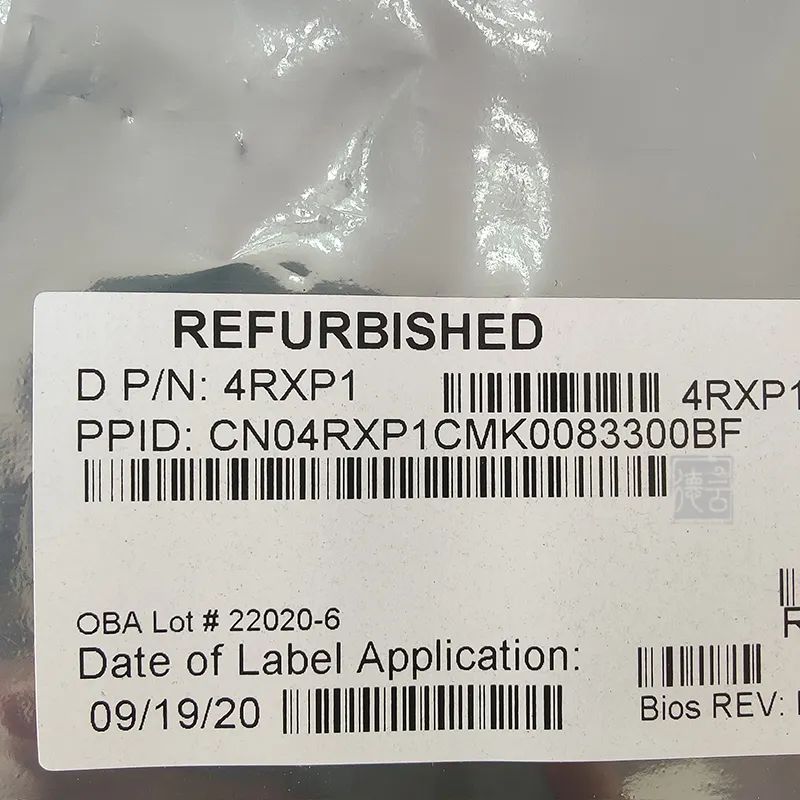 REFURBISHED
D P/N: 4RXP1 4RXP1
PPID: CN04RXP1CMK0083300BF
OBA Lot # 22020-6
Date of Label Application:
09/19/20
Bios REV: